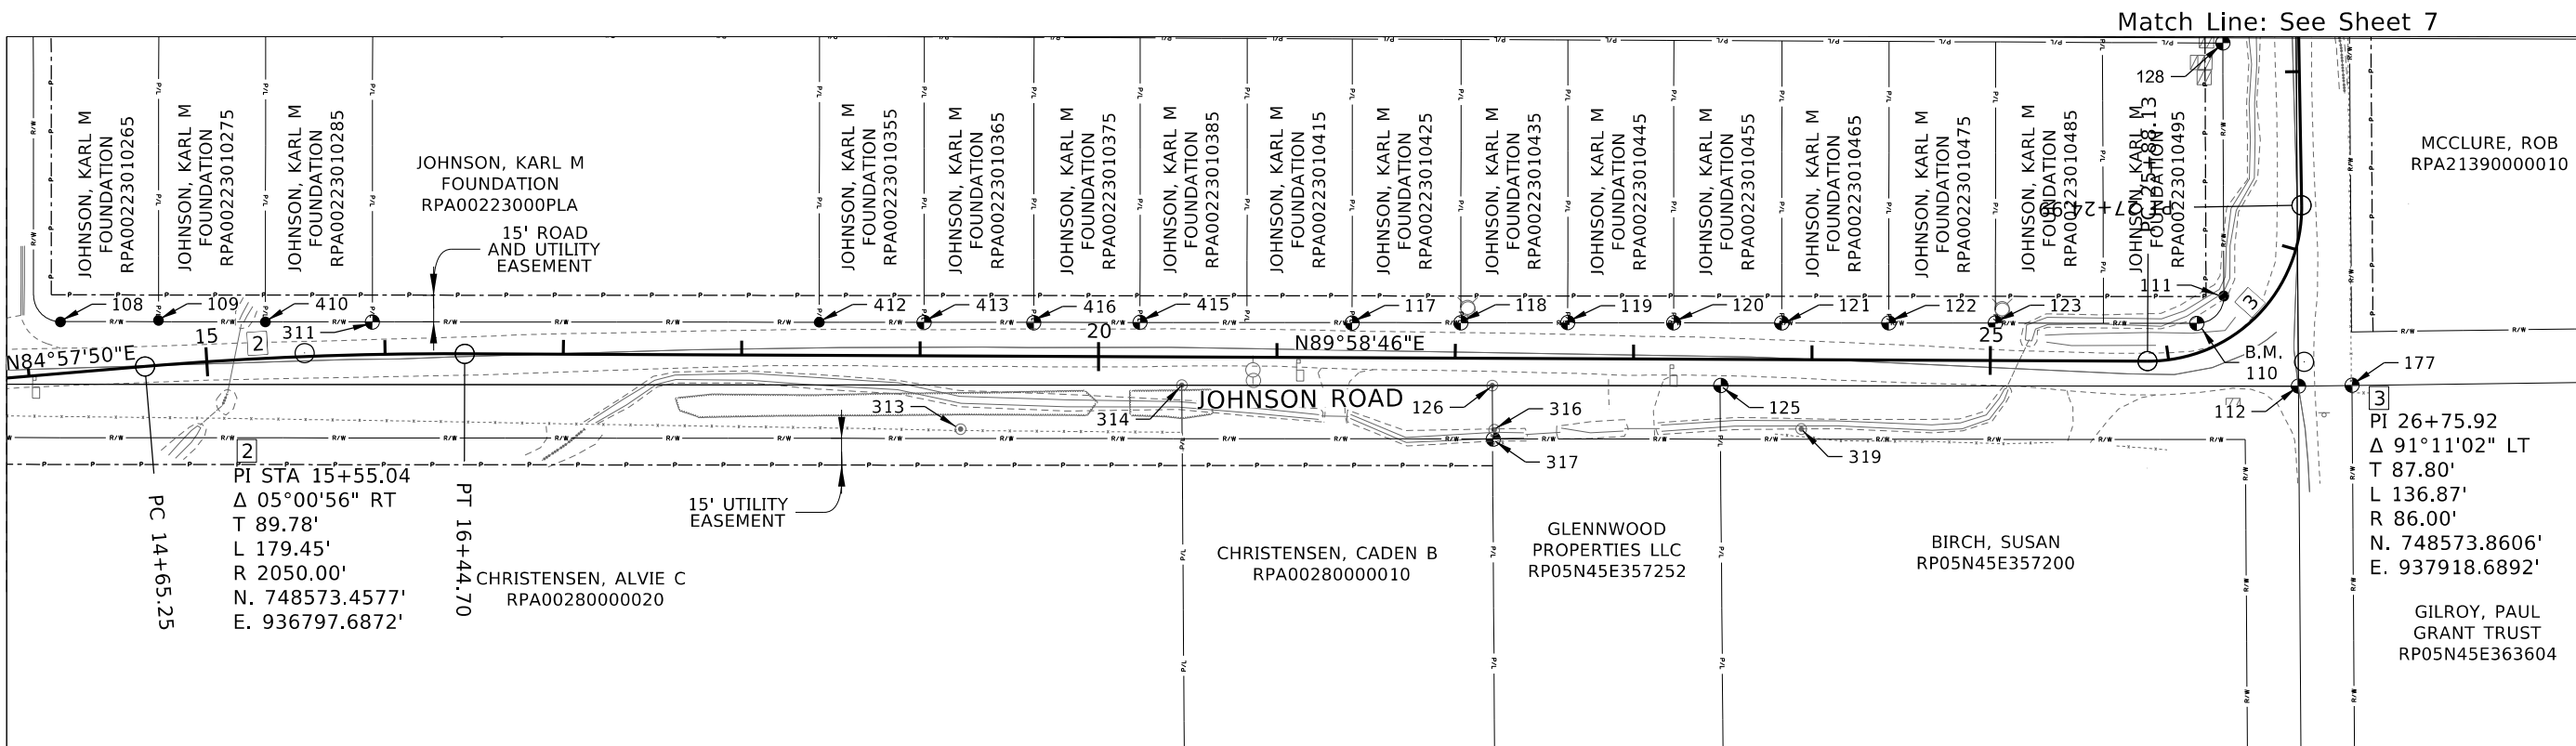 Match Line: See Sheet 7
JOHNSON, KARL M
FOUNDATION
RPA00223010265
JOHNSON, KARL M
FOUNDATION
RPA00223010275
JOHNSON, KARL M
FOUNDATION
RPA00223010285
JOHNSON, KARL M
FOUNDATION
RPA00223000PLA
15' ROAD
AND UTILITY
EASEMENT
JOHNSON, KARL M
FOUNDATION
RPA00223010355
JOHNSON, KARL M
FOUNDATION
RPA00223010365
JOHNSON, KARL M
FOUNDATION
RPA00223010375
JOHNSON, KARL M
FOUNDATION
RPA00223010385
JOHNSON, KARL M
FOUNDATION
RPA00223010415
JOHNSON, KARL M
FOUNDATION
RPA00223010425
JOHNSON, KARL M
FOUNDATION
RPA00223010435
JOHNSON, KARL M
FOUNDATION
RPA00223010445
JOHNSON, KARL M
FOUNDATION
RPA00223010455
JOHNSON, KARL M
FOUNDATION
RPA00223010465
JOHNSON, KARL M
FOUNDATION
RPA00223010475
JOHNSON, KARL M
FOUNDATION
RPA00223010485
JOHNSON, KARL M
FOUNDATION
RPA00223010495
PC 25+88.13
PT 27+24.99
128
MCCLURE, ROB
RPA21390000010
108
109
410
311
412
413
416
415
117
118
119
120
121
122
123
111
3
15
2
20
25
N84°57'50"E
N89°58'46"E
B.M.
110
177
JOHNSON ROAD
313
314
126
316
125
112
317
319
2
PI STA 15+55.04
Δ 05°00'56" RT
T 89.78'
L 179.45'
R 2050.00'
N. 748573.4577'
E. 936797.6872'
PC 14+65.25
PT 16+44.70
15' UTILITY
EASEMENT
CHRISTENSEN, ALVIE C
RPA00280000020
CHRISTENSEN, CADEN B
RPA00280000010
GLENNWOOD
PROPERTIES LLC
RP05N45E357252
BIRCH, SUSAN
RP05N45E357200
3
PI 26+75.92
Δ 91°11'02" LT
T 87.80'
L 136.87'
R 86.00'
N. 748573.8606'
E. 937918.6892'
GILROY, PAUL
GRANT TRUST
RP05N45E363604